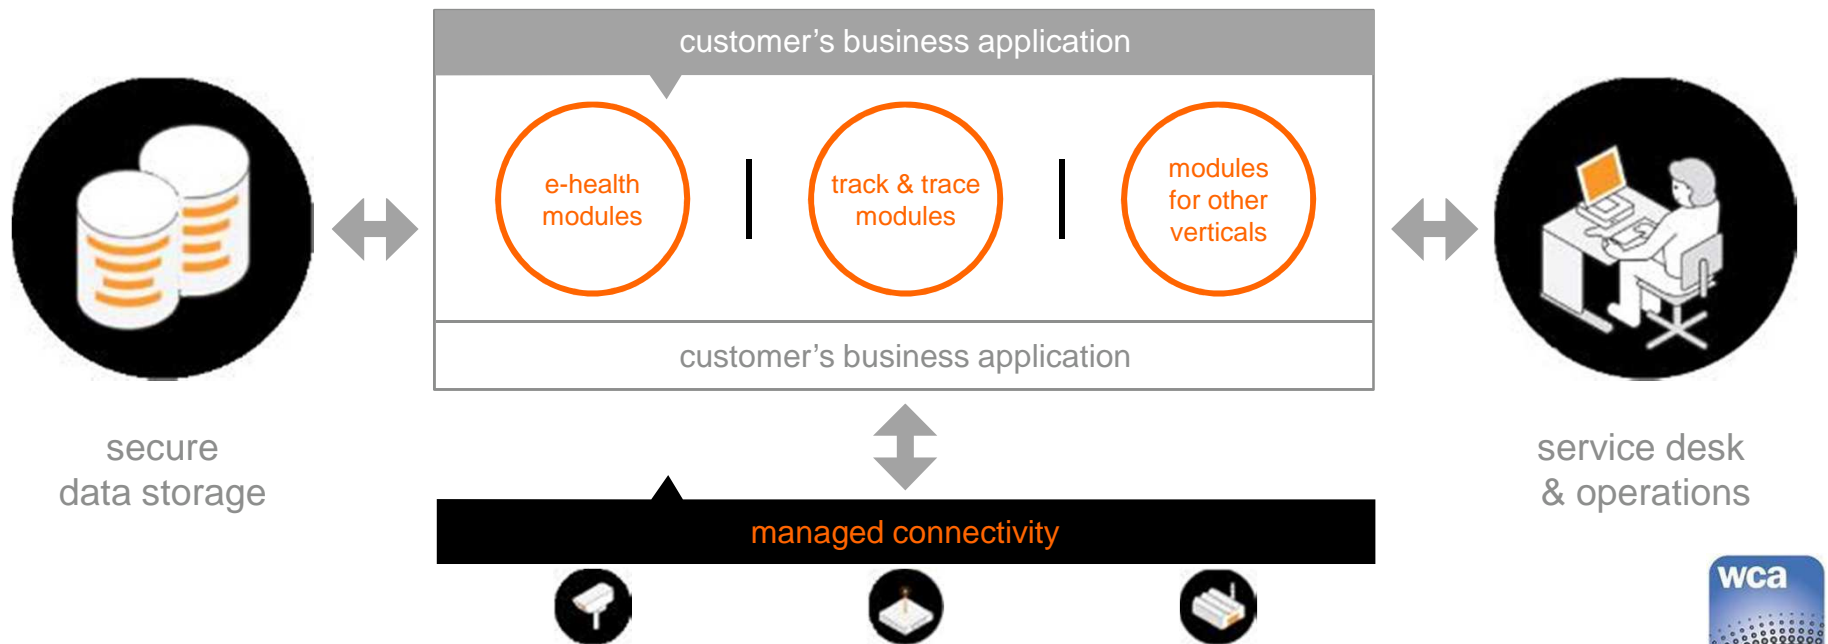 customer’s business application
e-health
modules
track & trace
modules
modules
for other
verticals
customer’s business application
secure
data storage
service desk
& operations
managed connectivity
wca